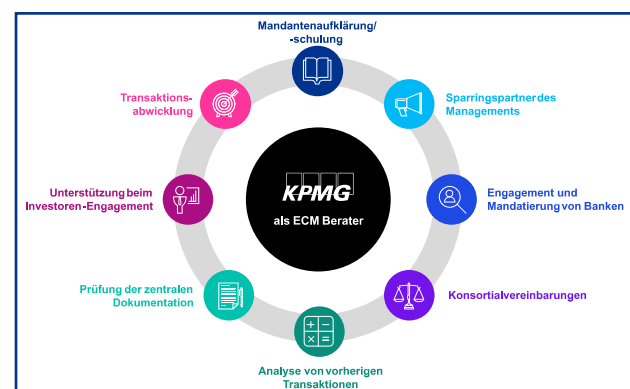 Mandantenaufklärung/
-schulung
Transaktions-
abwicklung
Sparringspartner des
Managements
KPMG
als ECM Berater
Unterstützung beim
Investoren-Engagement
Engagement und
Mandatierung von Banken
Prüfung der zentralen
Dokumentation
Konsortialvereinbarungen
Analyse von vorherigen
Transaktionen